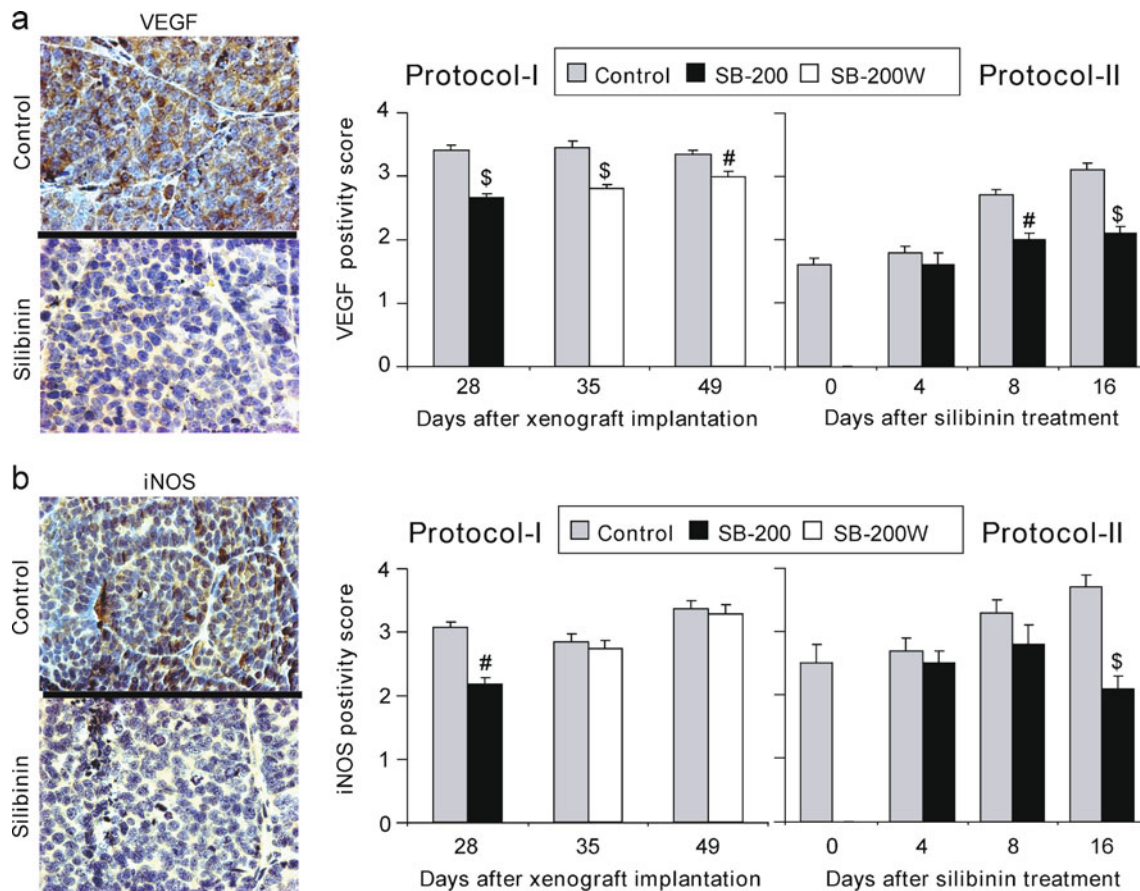 a
VEGF
Control
Silibinin
Protocol-I
Control SB-200 SB-200W
Protocol-II
VEGF postivity score
4
3
2
1
0
$ $ #
# $
28 35 49
0 4 8 16
Days after xenograft implantation
Days after silibinin treatment
b
iNOS
Control
Silibinin
Protocol-I
Control SB-200 SB-200W
Protocol-II
iNOS postivity score
4
3
2
1
0
#
$
28 35 49
0 4 8 16
Days after xenograft implantation
Days after silibinin treatment